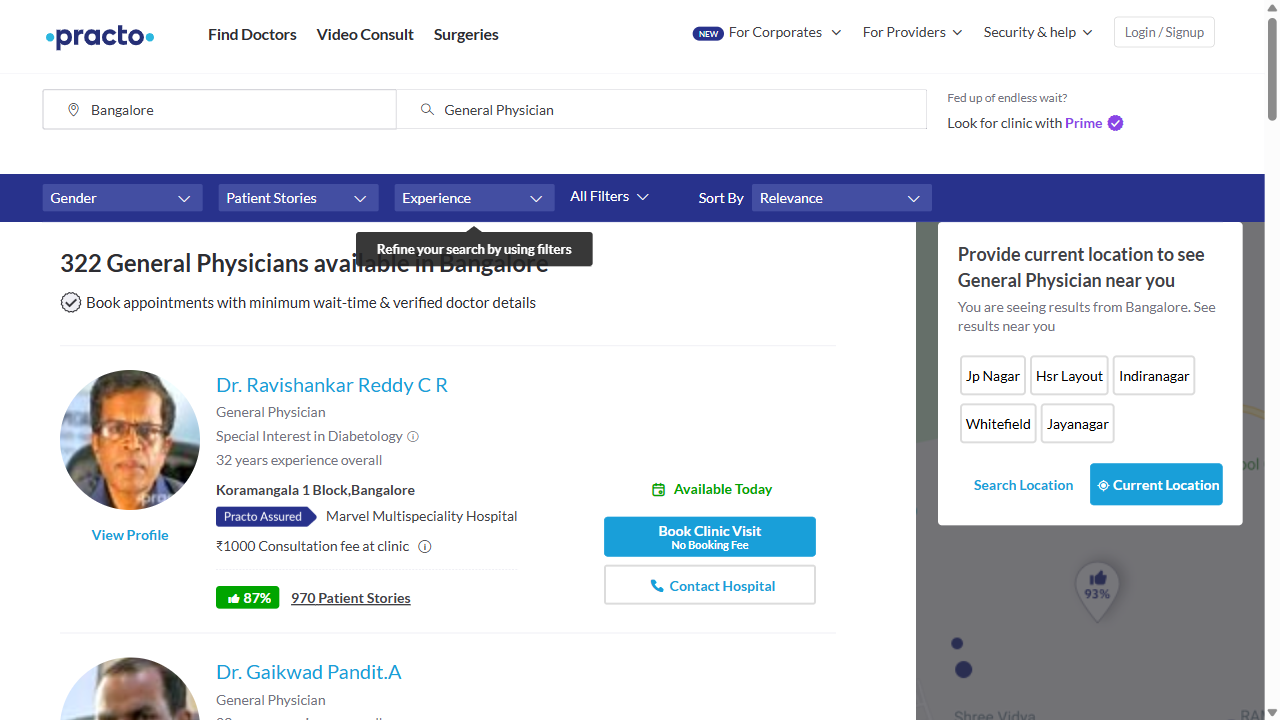 practo
Find Doctors
Video Consult
Surgeries
NEW For Corporates
For Providers
Security & help
Login / Signup
Bangalore
General Physician
Fed up of endless wait?
Look for clinic with Prime
Gender
Patient Stories
Experience
All Filters
Sort By
Relevance
Refine your search by using filters
322 General Physicians available in Bangalore
Book appointments with minimum wait-time & verified doctor details
Dr. Ravishankar Reddy C R
General Physician
Special Interest in Diabetology
32 years experience overall
Koramangala 1 Block,Bangalore
Practo Assured Marvel Multispeciality Hospital
₹1000 Consultation fee at clinic
87% 970 Patient Stories
View Profile
Available Today
Book Clinic Visit
No Booking Fee
Contact Hospital
Dr. Gaikwad Pandit.A
General Physician
Provide current location to see
General Physician near you
You are seeing results from Bangalore. See
results near you
Jp Nagar
Hsr Layout
Indiranagar
Whitefield
Jayanagar
Search Location
Current Location
93%
Shree Vidya